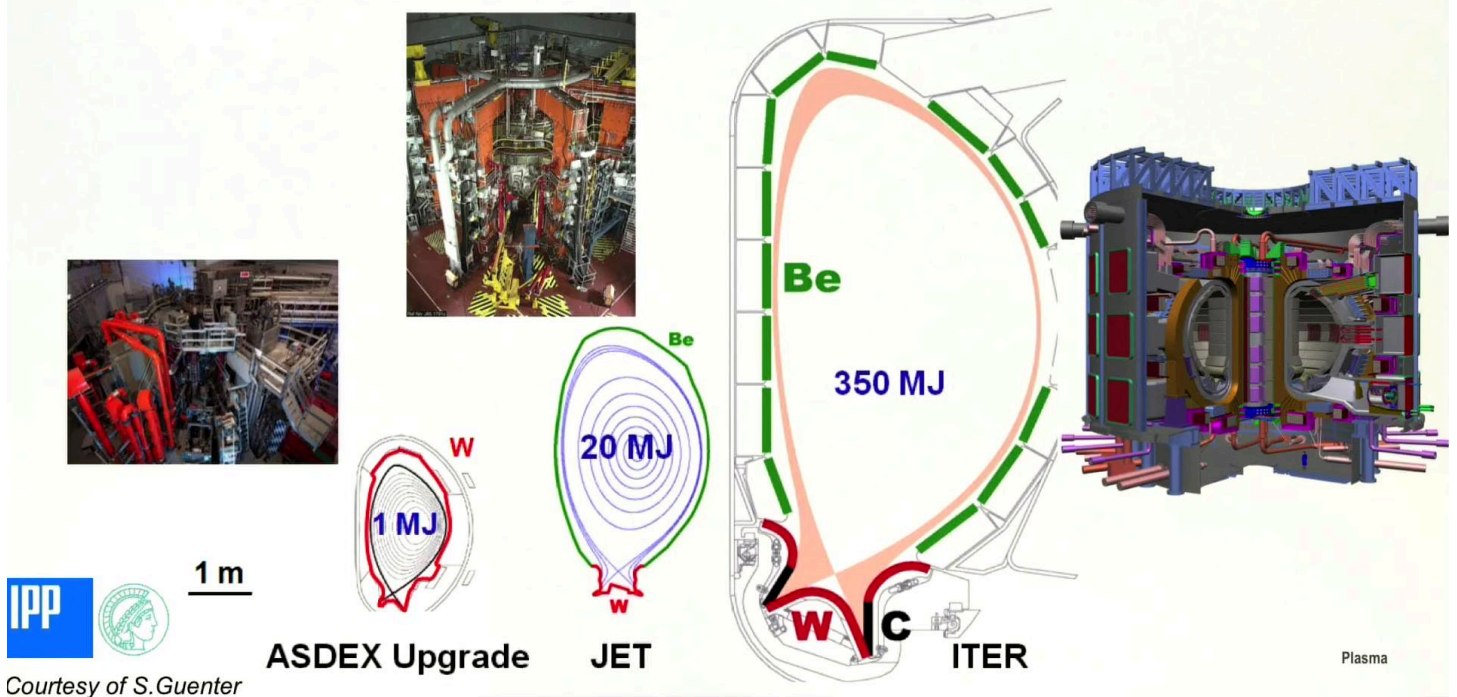 Be
350 MJ
Be
20 MJ
W
1 MJ
1 m
W
W
C
IPP
ASDEX Upgrade
JET
ITER
Plasma
Courtesy of S.Guenter